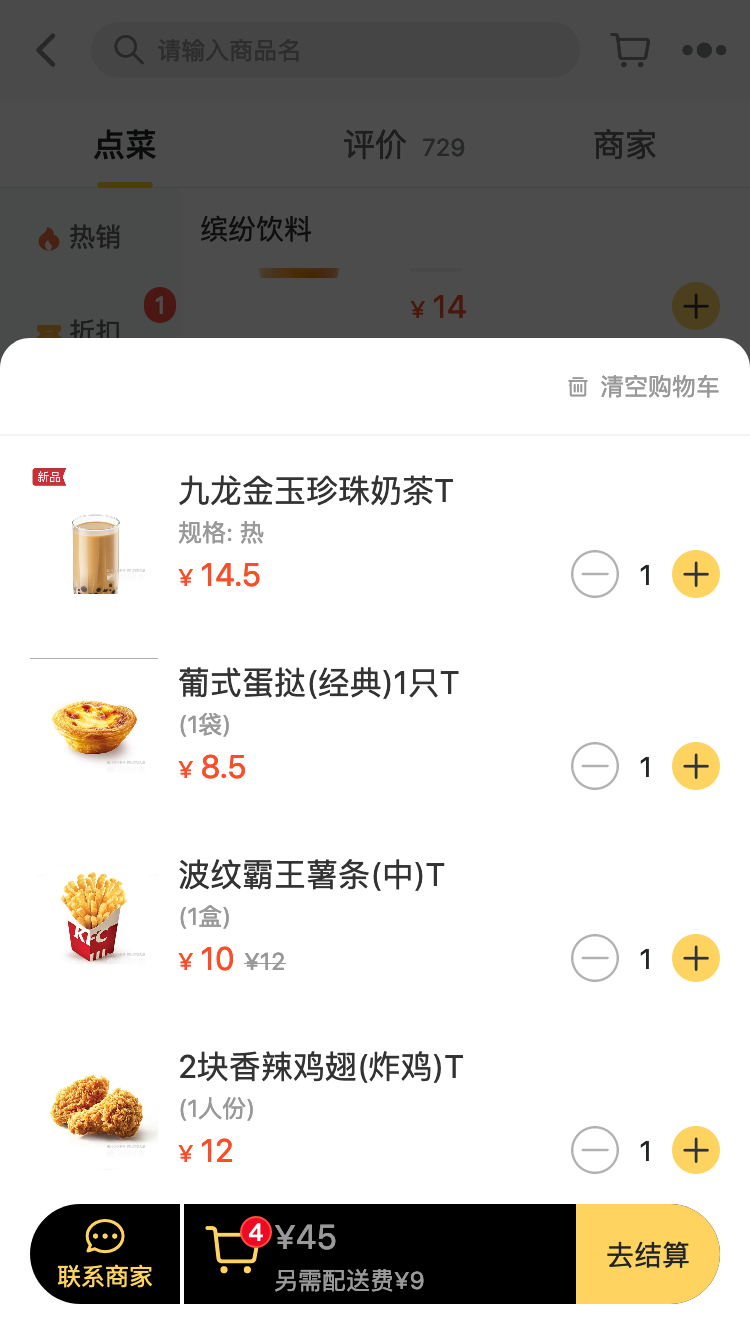 请输入商品名
点菜
评价 729
商家
热销
缤纷饮料
¥ 14
1
折扣
清空购物车
新品
九龙金玉珍珠奶茶T
规格: 热
¥ 14.5
1
葡式蛋挞(经典)1只T
(1袋)
¥ 8.5
1
波纹霸王薯条(中)T
(1盒)
¥ 10 ¥12
1
KFC
2块香辣鸡翅(炸鸡)T
(1人份)
¥ 12
1
联系商家
4
¥45
另需配送费¥9
去结算